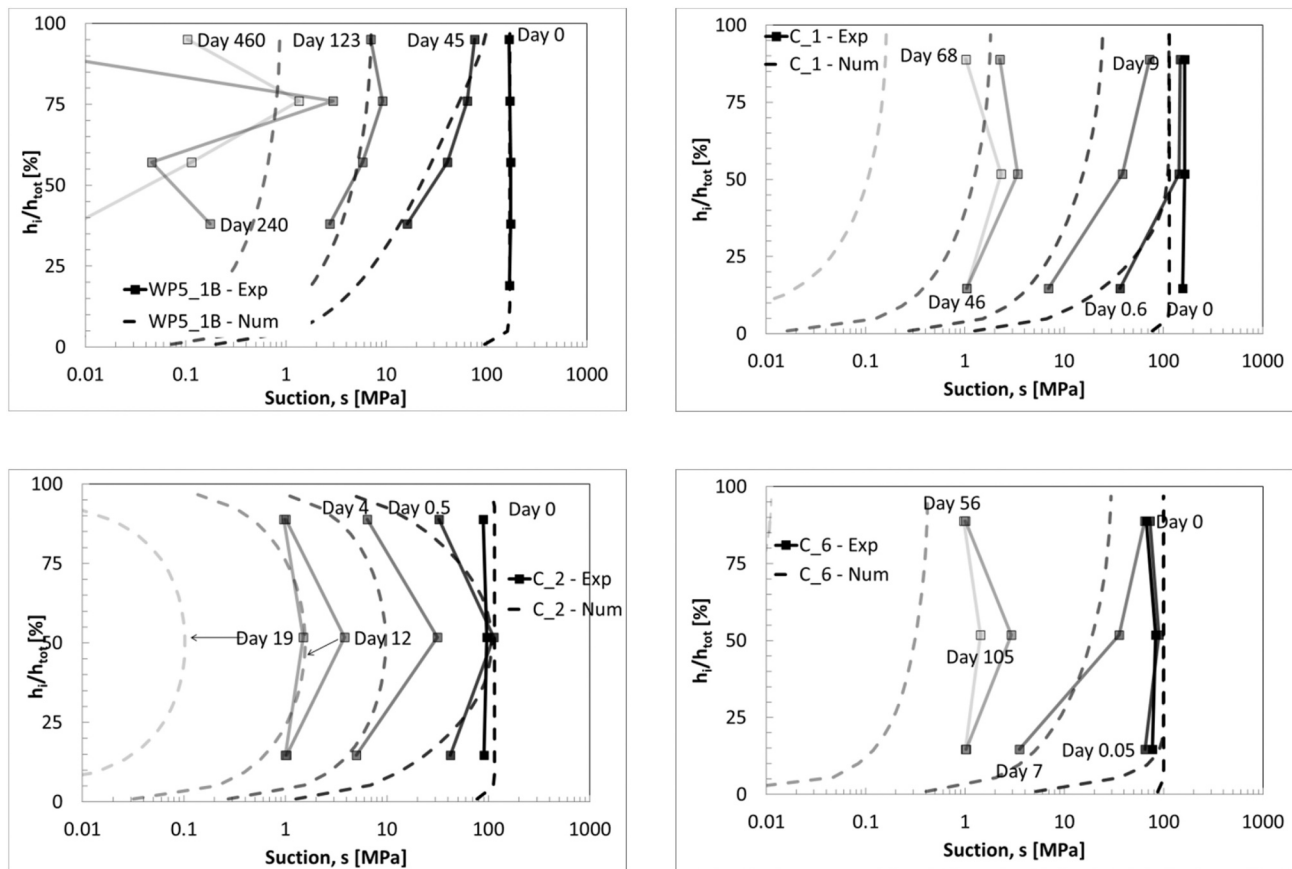 100
75
50
25
0
h_i/h_tot [%]
Day 460
Day 123
Day 45
Day 0
Day 240
WP5_1B - Exp
WP5_1B - Num
0.01 0.1 1 10 100 1000
Suction, s [MPa]
100
75
50
25
0
h_i/h_tot [%]
C_1 - Exp
C_1 - Num
Day 68
Day 9
Day 46
Day 0.6
Day 0
0.01 0.1 1 10 100 1000
Suction, s [MPa]
100
75
50
25
0
h_i/h_tot [%]
Day 4
Day 0.5
Day 0
C_2 - Exp
C_2 - Num
Day 19
Day 12
0.01 0.1 1 10 100 1000
Suction, s [MPa]
100
75
50
25
0
h_i/h_tot [%]
Day 56
Day 0
C_6 - Exp
C_6 - Num
Day 105
Day 0.05
Day 7
0.01 0.1 1 10 100 1000
Suction, s [MPa]